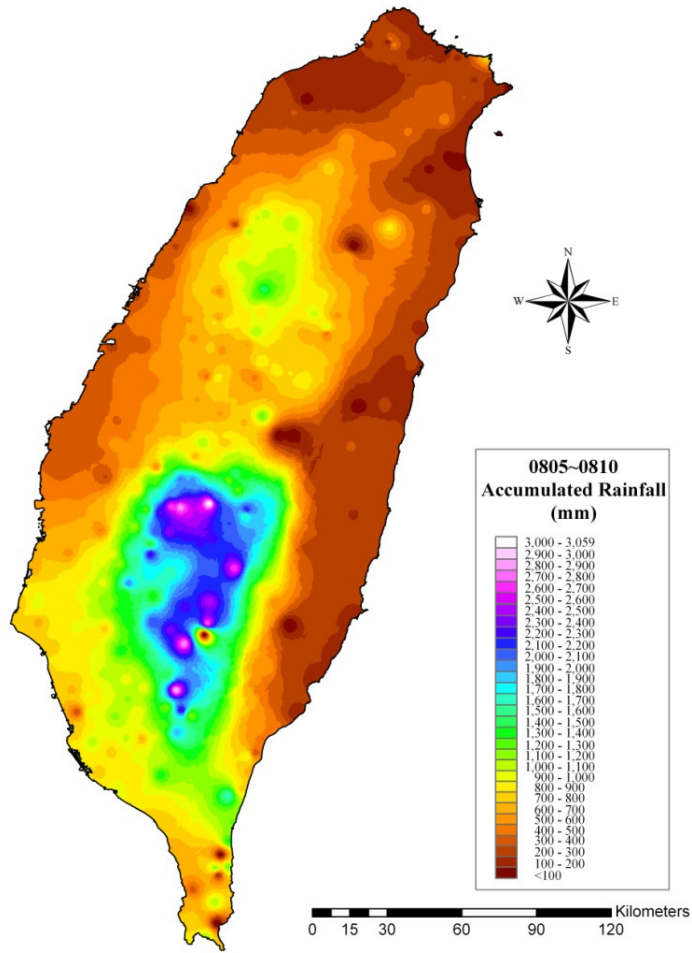 N
W
E
S
0805~0810
Accumulated Rainfall
(mm)
3,000 - 3,059
2,900 - 3,000
2,800 - 2,900
2,700 - 2,800
2,600 - 2,700
2,500 - 2,600
2,400 - 2,500
2,300 - 2,400
2,200 - 2,300
2,100 - 2,200
2,000 - 2,100
1,900 - 2,000
1,800 - 1,900
1,700 - 1,800
1,600 - 1,700
1,500 - 1,600
1,400 - 1,500
1,300 - 1,400
1,200 - 1,300
1,100 - 1,200
1,000 - 1,100
900 - 1,000
800 - 900
700 - 800
600 - 700
500 - 600
400 - 500
300 - 400
200 - 300
100 - 200
<100
Kilometers
0 15 30 60 90 120